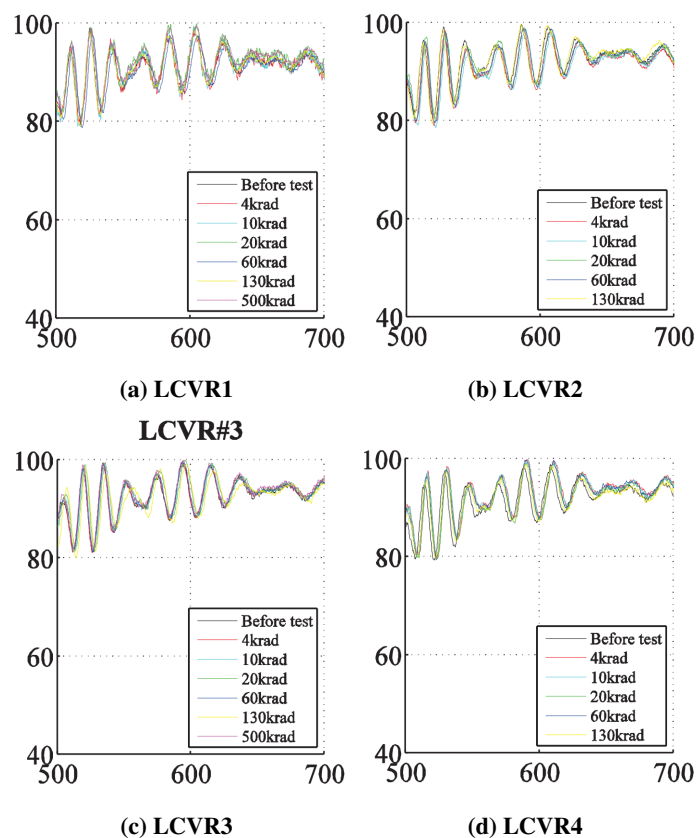 100
80
60
40
500
600
700
Before test
4krad
10krad
20krad
60krad
130krad
500krad
(a) LCVR1
100
80
60
40
500
600
700
Before test
4krad
10krad
20krad
60krad
130krad
(b) LCVR2
LCVR#3
100
80
60
40
500
600
700
Before test
4krad
10krad
20krad
60krad
130krad
500krad
(c) LCVR3
100
80
60
40
500
600
700
Before test
4krad
10krad
20krad
60krad
130krad
(d) LCVR4